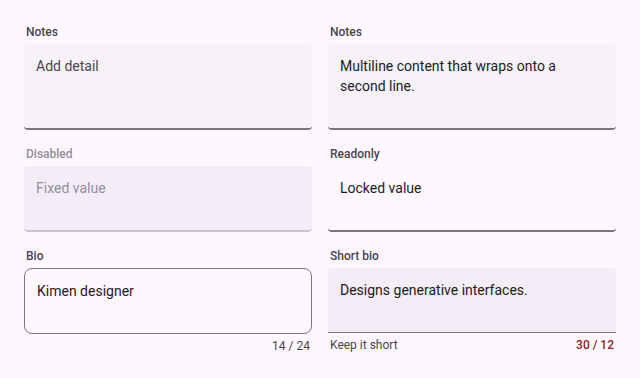 Notes
Add detail
Notes
Multiline content that wraps onto a
second line.
Disabled
Fixed value
Readonly
Locked value
Bio
Kimen designer
14 / 24
Short bio
Designs generative interfaces.
Keep it short
30 / 12